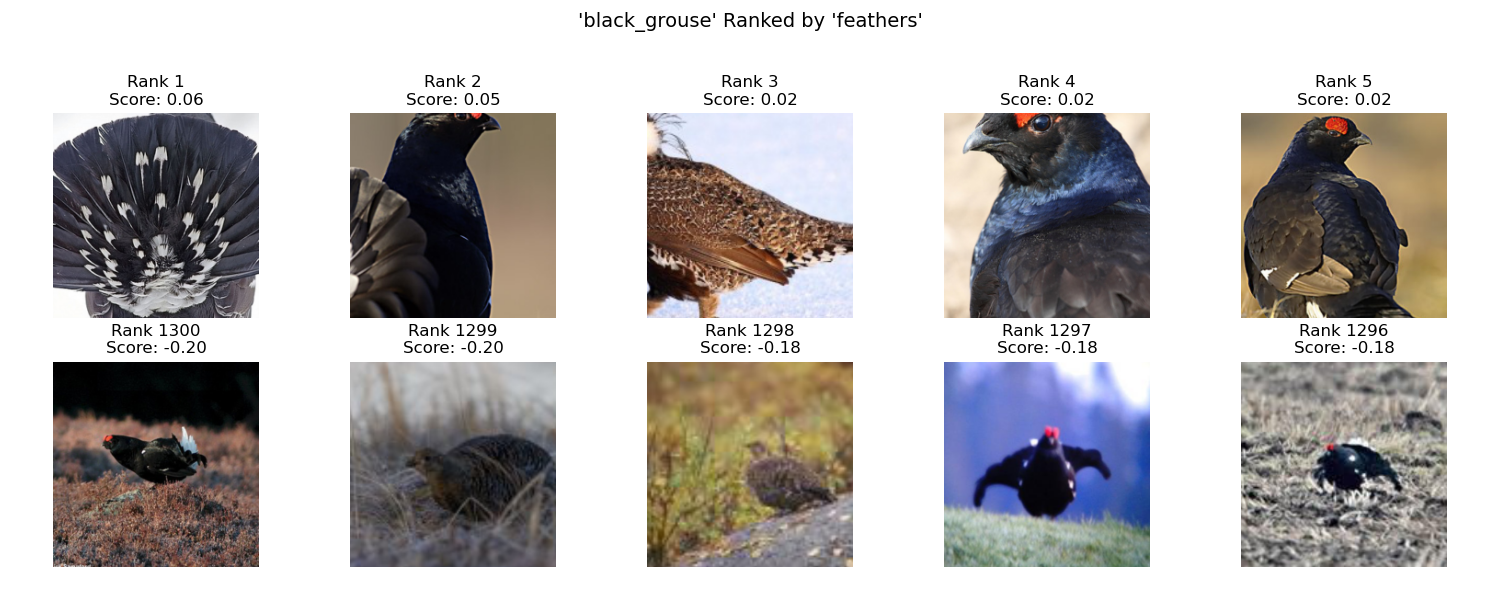 'black_grouse' Ranked by 'feathers'
Rank 1
Score: 0.06
Rank 2
Score: 0.05
Rank 3
Score: 0.02
Rank 4
Score: 0.02
Rank 5
Score: 0.02
Rank 1300
Score: -0.20
Rank 1299
Score: -0.20
Rank 1298
Score: -0.18
Rank 1297
Score: -0.18
Rank 1296
Score: -0.18